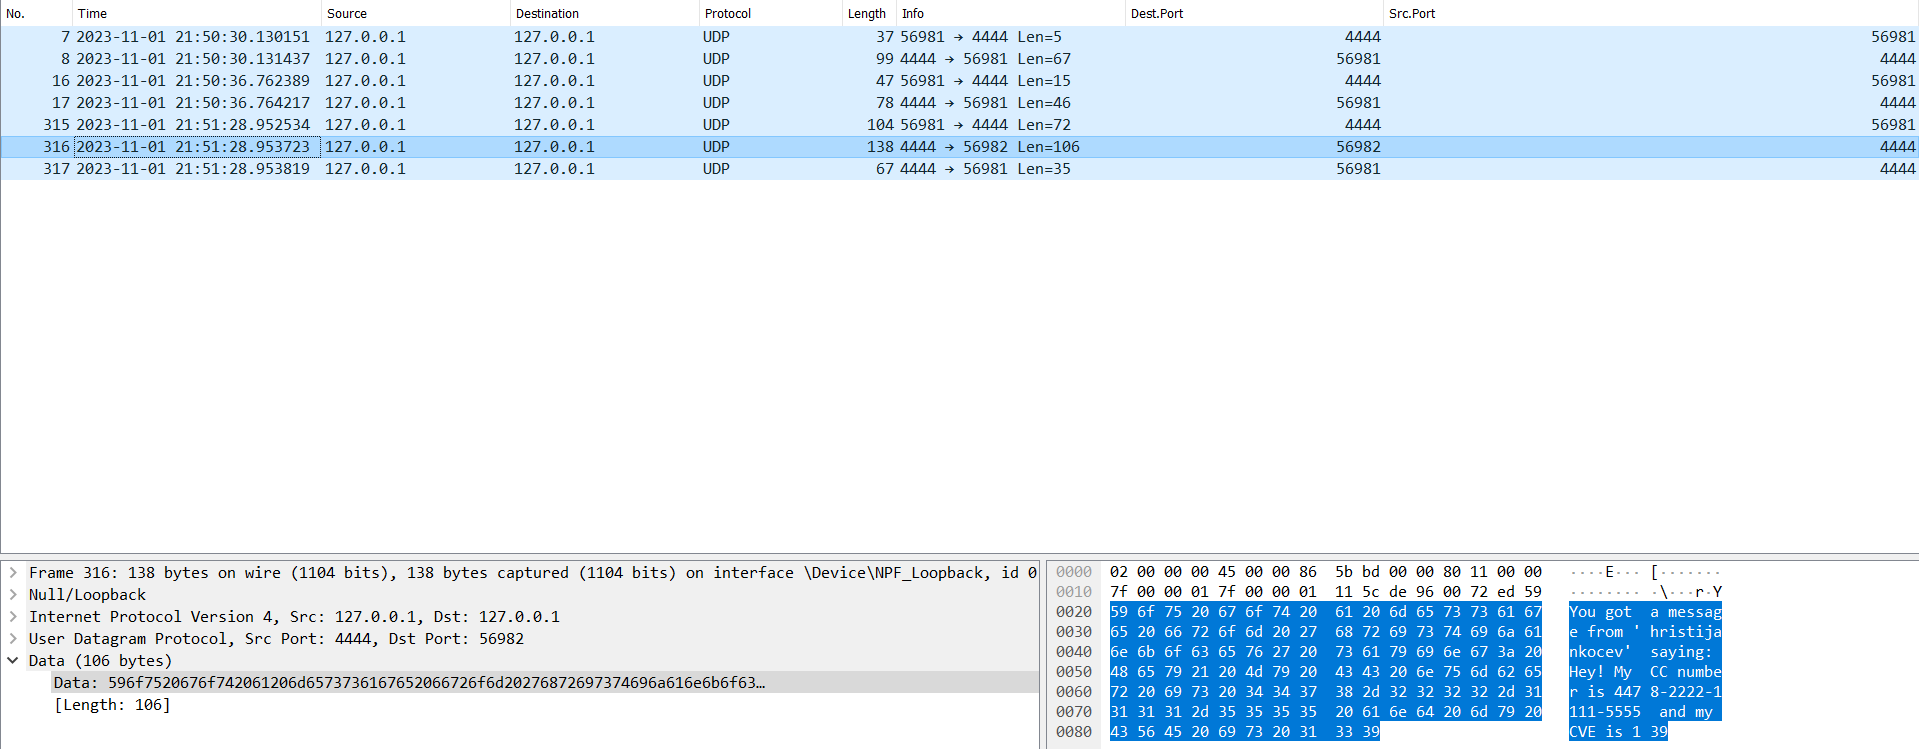 No. Time Source Destination Protocol Length Info Dest.Port Src.Port
7 2023-11-01 21:50:30.130151 127.0.0.1 127.0.0.1 UDP 37 56981 → 4444 Len=5 4444 56981
8 2023-11-01 21:50:30.131437 127.0.0.1 127.0.0.1 UDP 99 4444 → 56981 Len=67 56981 4444
16 2023-11-01 21:50:36.762389 127.0.0.1 127.0.0.1 UDP 47 56981 → 4444 Len=15 4444 56981
17 2023-11-01 21:50:36.764217 127.0.0.1 127.0.0.1 UDP 78 4444 → 56981 Len=46 56981 4444
315 2023-11-01 21:51:28.952534 127.0.0.1 127.0.0.1 UDP 104 56981 → 4444 Len=72 4444 56981
316 2023-11-01 21:51:28.953723 127.0.0.1 127.0.0.1 UDP 138 4444 → 56982 Len=106 56982 4444
317 2023-11-01 21:51:28.953819 127.0.0.1 127.0.0.1 UDP 67 4444 → 56981 Len=35 56981 4444
Frame 316: 138 bytes on wire (1104 bits), 138 bytes captured (1104 bits) on interface \Device\NPF_Loopback, id 0
Null/Loopback
Internet Protocol Version 4, Src: 127.0.0.1, Dst: 127.0.0.1
User Datagram Protocol, Src Port: 4444, Dst Port: 56982
Data (106 bytes)
Data: 596f7520676f742061206d6573736167652066726f6d20276872697374696a616e6b6f63…
[Length: 106]
0000 02 00 00 00 45 00 00 86 5b bd 00 00 80 11 00 00 ····E··· [·······
0010 7f 00 00 01 7f 00 00 01 11 5c de 96 00 72 ed 59 ········ ·\···r·Y
0020 59 6f 75 20 67 6f 74 20 61 20 6d 65 73 73 61 67 You got a messag
0030 65 20 66 72 6f 6d 20 27 68 72 69 73 74 69 6a 61 e from ' hristija
0040 6e 6b 6f 63 65 76 27 20 73 61 79 69 6e 67 3a 20 nkocev' saying:
0050 48 65 79 21 20 4d 79 20 43 43 20 6e 75 6d 62 65 Hey! My CC numbe
0060 72 20 69 73 20 34 34 37 38 2d 32 32 32 32 2d 31 r is 447 8-2222-1
0070 31 31 31 2d 35 35 35 35 20 61 6e 64 20 6d 79 20 111-5555 and my
0080 43 56 45 20 69 73 20 31 33 39 CVE is 1 39